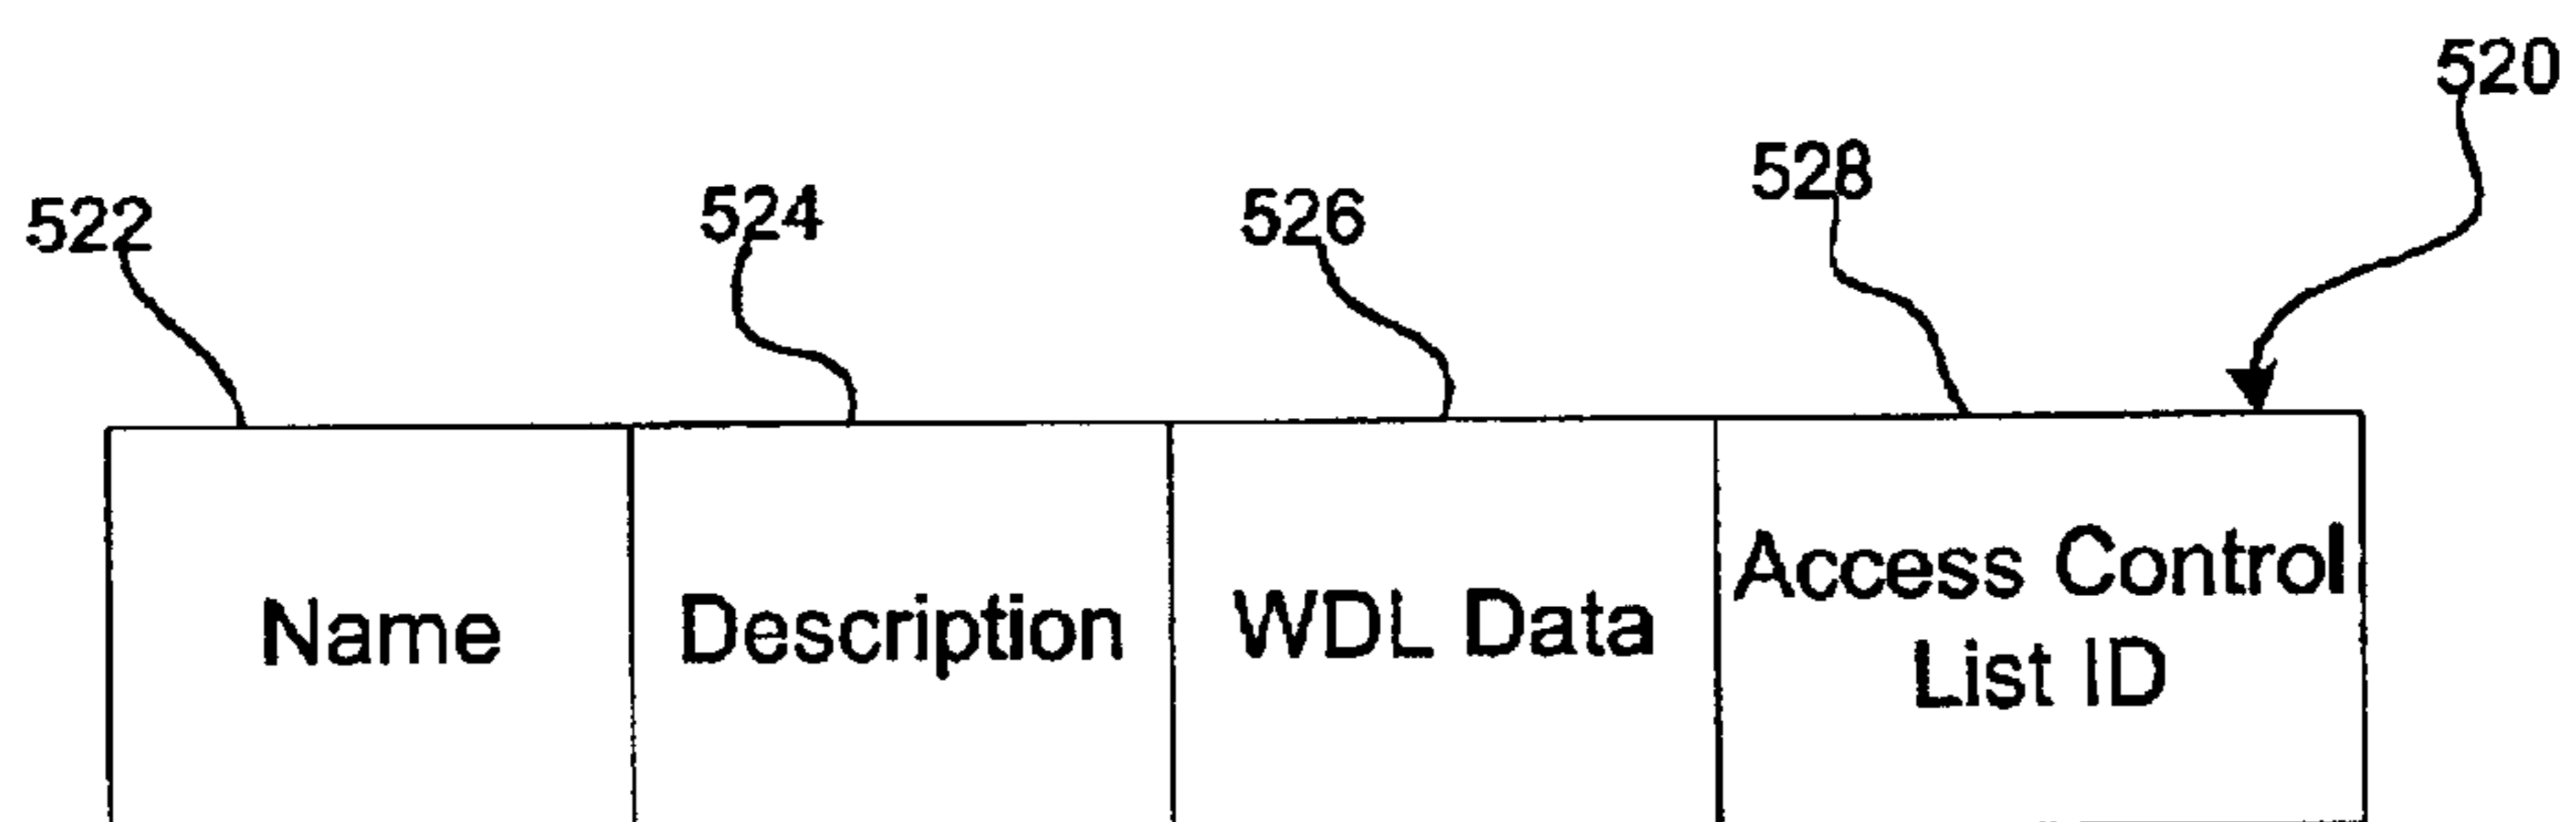 520
528
522
524
526
Name
Description
WDL Data
Access Control
List ID